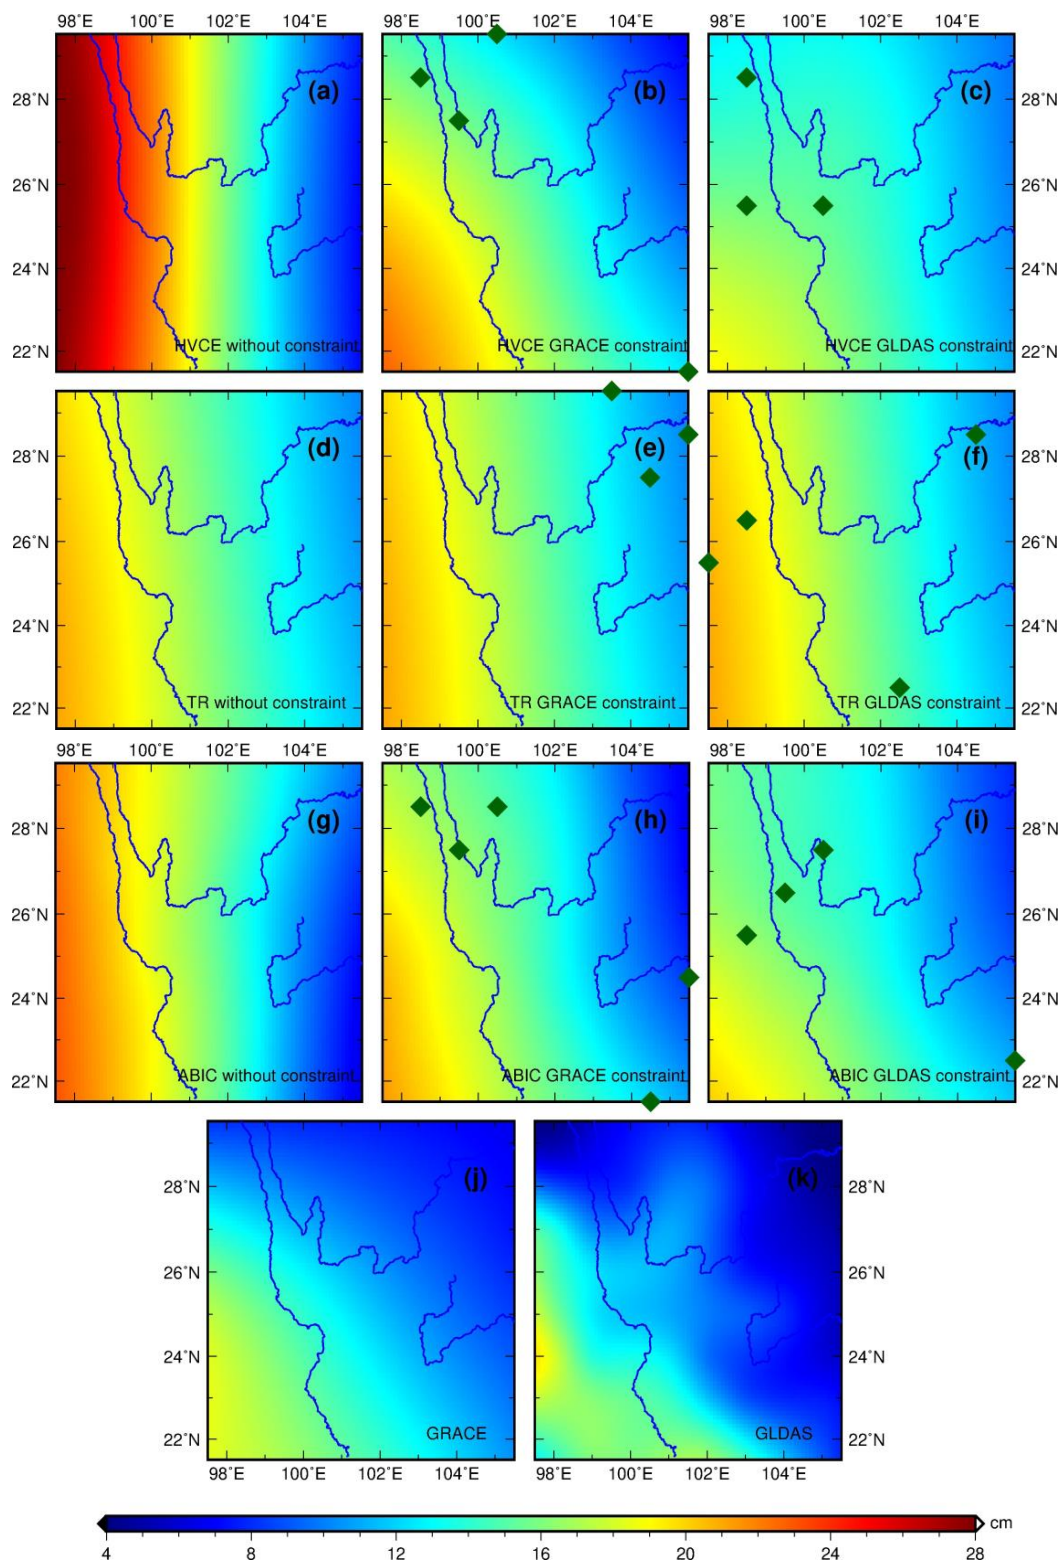 98˚E 100˚E 102˚E 104˚E 98˚E 100˚E 102˚E 104˚E 98˚E 100˚E 102˚E 104˚E
28˚N (a) (b) (c) 28˚N
26˚N 26˚N
24˚N 24˚N
22˚N HVCE without constraint HVCE GRACE constraint HVCE GLDAS constraint 22˚N
28˚N (d) (e) (f) 28˚N
26˚N 26˚N
24˚N 24˚N
22˚N TR without constraint TR GRACE constraint TR GLDAS constraint 22˚N
98˚E 100˚E 102˚E 104˚E 98˚E 100˚E 102˚E 104˚E 98˚E 100˚E 102˚E 104˚E
28˚N (g) (h) (i) 28˚N
26˚N 26˚N
24˚N 24˚N
22˚N ABIC without constraint ABIC GRACE constraint ABIC GLDAS constraint 22˚N
28˚N (j) (k) 28˚N
26˚N 26˚N
24˚N 24˚N
22˚N GRACE GLDAS 22˚N
98˚E 100˚E 102˚E 104˚E 98˚E 100˚E 102˚E 104˚E
cm
4 8 12 16 20 24 28